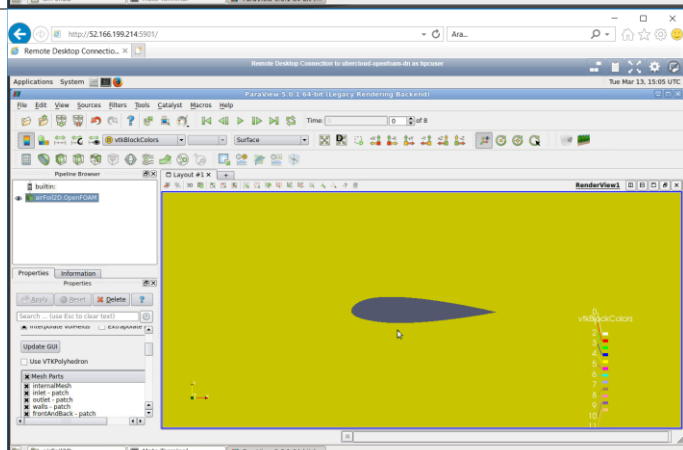 http://52.166.199.214:5901/
Ara...
Remote Desktop Connectio...
Remote Desktop Connection to ubercloud-openfoam-dn as hpcuser
Applications System
Tue Mar 13, 15:05 UTC
ParaView 5.0.1 64-bit (Legacy Rendering Backend)
File Edit View Sources Filters Tools Catalyst Macros Help
Time: 0 of 8
vtkBlockColors
Surface
Pipeline Browser
Layout #1
builtin:
RenderView1
airFoil2D.OpenFOAM
Properties Information
Properties
Apply Reset Delete ?
Search ... (use Esc to clear text)
Interpolate volFields Extrapolate
Update GUI
Use VTKPolyhedron
Mesh Parts
internalMesh
inlet - patch
outlet - patch
walls - patch
frontAndBack - patch
0
vtkBlockColors
2
3
4
5
6
7
8
9
10
11